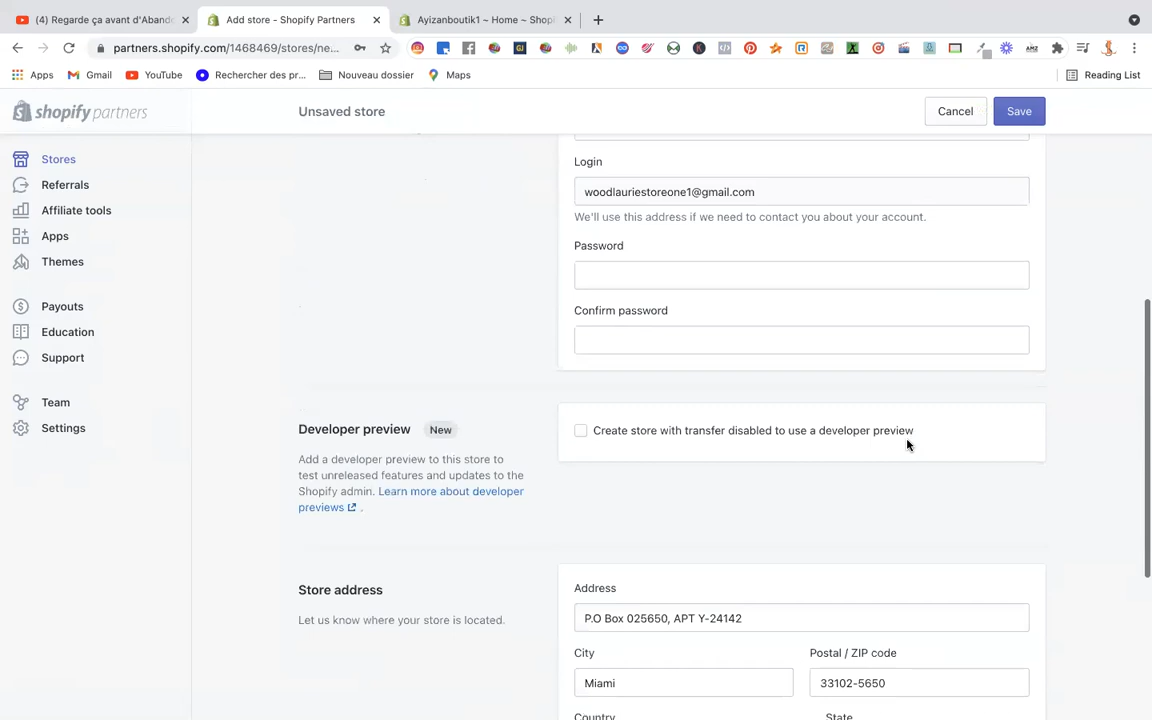 (4) Regarde ça avant d'Aband
Add store - Shopify Partners
Ayizanboutik1 ~ Home ~ Shopi
partners.shopify.com/1468469/stores/ne...
Apps
Gmail
YouTube
Rechercher des pr...
Nouveau dossier
Maps
Reading List
shopify partners
Unsaved store
Cancel
Save
Stores
Referrals
Affiliate tools
Apps
Themes
Payouts
Education
Support
Team
Settings
Login
woodlauriestoreone1@gmail.com
We'll use this address if we need to contact you about your account.
Password
Confirm password
Developer preview New
Add a developer preview to this store to
test unreleased features and updates to the
Shopify admin. Learn more about developer
previews .
Create store with transfer disabled to use a developer preview
Store address
Let us know where your store is located.
Address
P.O Box 025650, APT Y-24142
City
Postal / ZIP code
Miami
33102-5650
Country
State